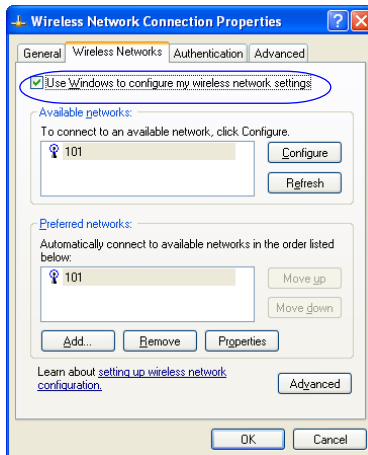 Wireless Network Connection Properties
General Wireless Networks Authentication Advanced
Use Windows to configure my wireless network settings
Available networks:
To connect to an available network, click Configure.
101
Configure
Refresh
Preferred networks:
Automatically connect to available networks in the order listed
below:
101
Move up
Move down
Add... Remove Properties
Learn about setting up wireless network
configuration.
Advanced
OK Cancel